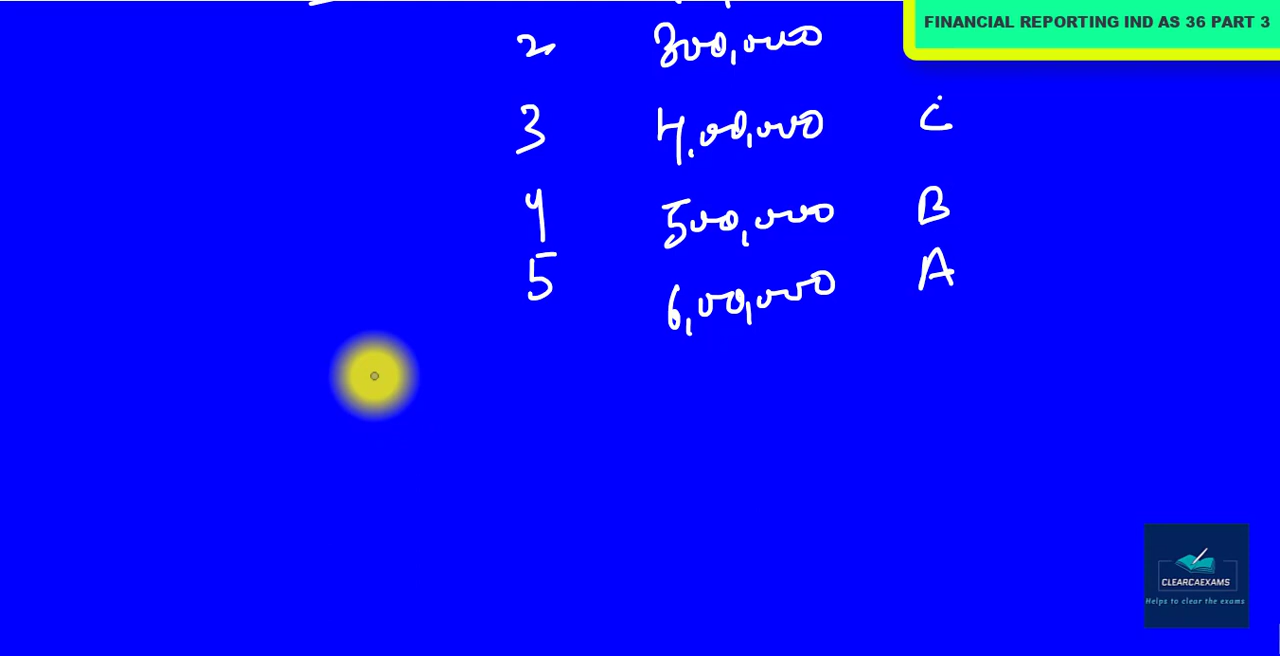 FINANCIAL REPORTING IND AS 36 PART 3
2 300,000
3 4,00,000 C
4 500,000 B
5 6,00,000 A
CLEARCAEXAMS
Helps to clear the exams